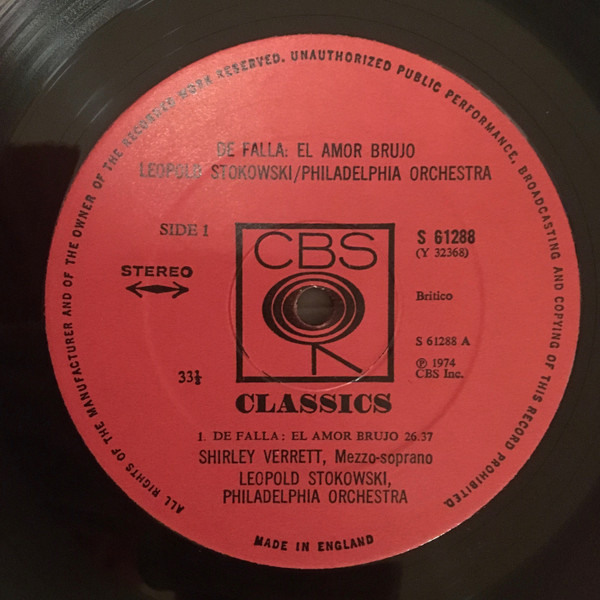 ALL RIGHTS OF THE MANUFACTURER AND OF THE OWNER OF THE RECORDED WORK RESERVED. UNAUTHORIZED PUBLIC PERFORMANCE, BROADCASTING AND COPYING OF THIS RECORD PROHIBITED.
DE FALLA: EL AMOR BRUJO
LEOPOLD STOKOWSKI/PHILADELPHIA ORCHESTRA
SIDE 1
CBS
S 61288
(Y 32368)
STEREO
Britico
S 61288 A
33⅓
℗ 1974
CBS Inc.
CLASSICS
1. DE FALLA: EL AMOR BRUJO 26.37
SHIRLEY VERRETT, Mezzo-soprano
LEOPOLD STOKOWSKI,
PHILADELPHIA ORCHESTRA
MADE IN ENGLAND